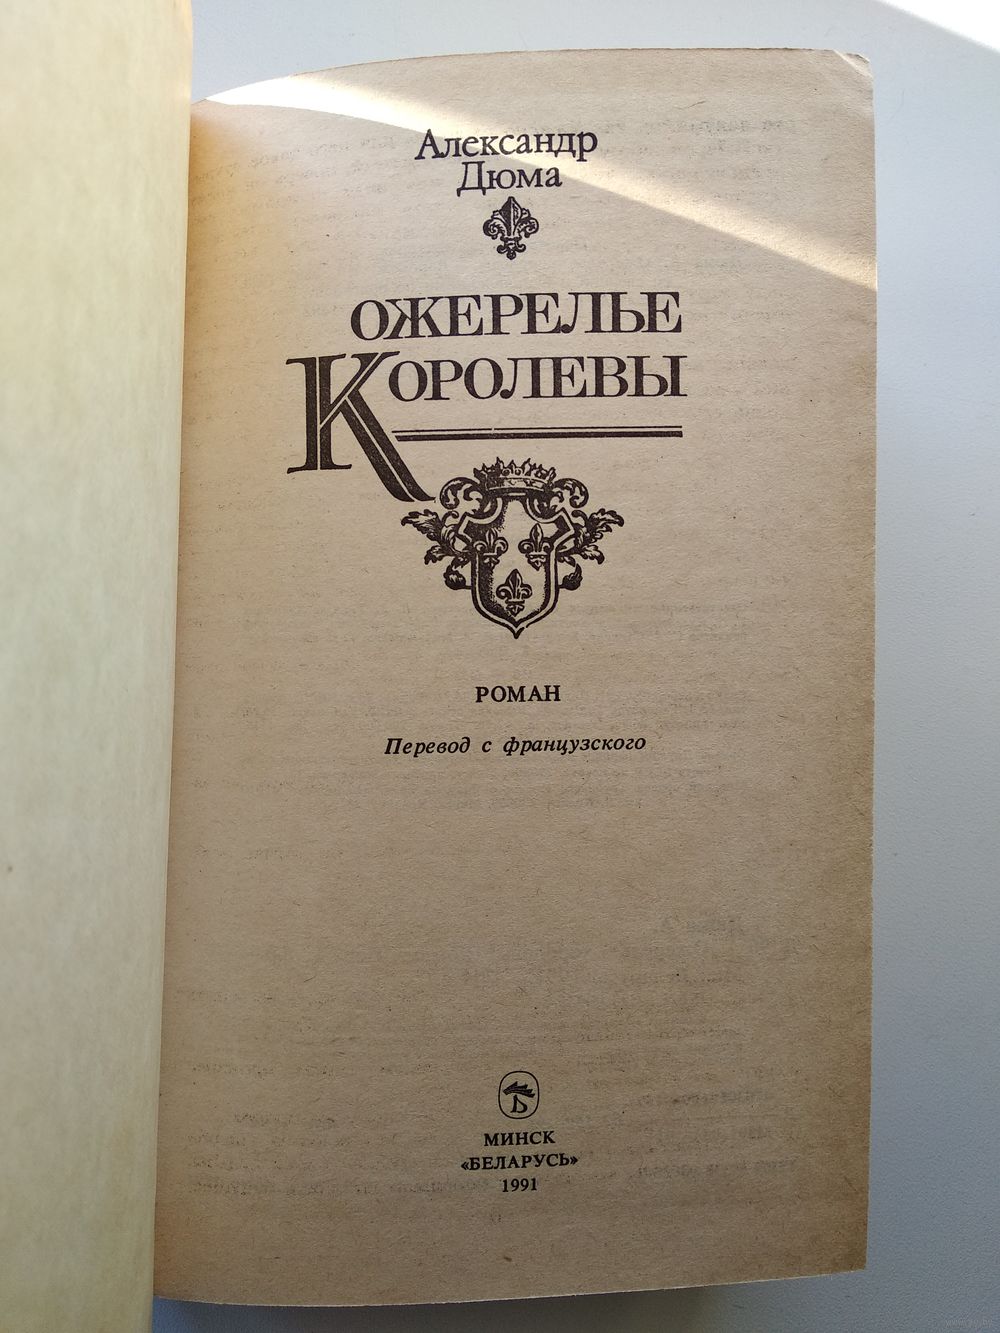 Александр
Дюма
ОЖЕРЕЛЬЕ
КОРОЛЕВЫ
РОМАН
Перевод с французского
МИНСК
«БЕЛАРУСЬ»
1991